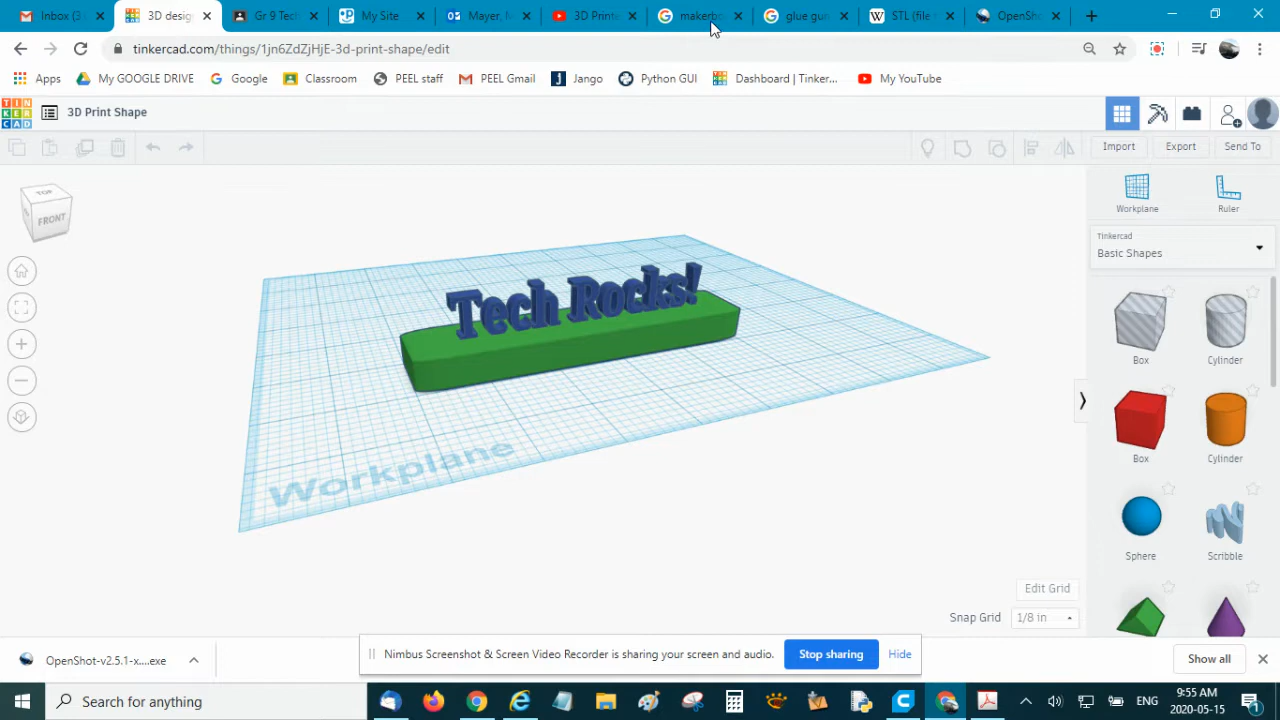 Inbox (3
3D desig
Gr 9 Tech
My Site
Mayer, N
3D Printe
makerbo
glue gun
STL (file
OpenSho
tinkercad.com/things/1jn6ZdZjHjE-3d-print-shape/edit
Apps
My GOOGLE DRIVE
Google
Classroom
PEEL staff
PEEL Gmail
Jango
Python GUI
Dashboard | Tinker...
My YouTube
TIN
KER
CAD
3D Print Shape
Import
Export
Send To
TOP
FRONT
Workplane
Ruler
Tinkercad
Basic Shapes
Tech Rocks!
Box
Cylinder
Box
Cylinder
Workplane
Sphere
Scribble
Edit Grid
Snap Grid
1/8 in
OpenShot-v2.5.1-x....exe
Nimbus Screenshot & Screen Video Recorder is sharing your screen and audio.
Stop sharing
Hide
Show all
Search for anything
ENG
9:55 AM
2020-05-15